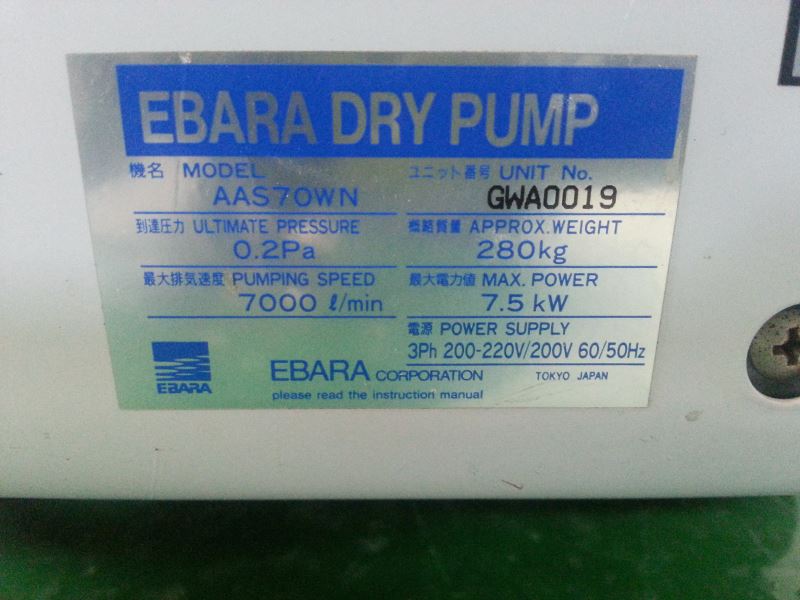 EBARA DRY PUMP
機名 MODEL
AAS70WN
ユニット番号 UNIT No.
GWA0019
到達圧力 ULTIMATE PRESSURE
0.2Pa
概略質量 APPROX.WEIGHT
280kg
最大排気速度 PUMPING SPEED
7000 ℓ/min
最大電力値 MAX. POWER
7.5 kW
電源 POWER SUPPLY
3Ph 200-220V/200V 60/50Hz
EBARA
EBARA CORPORATION TOKYO JAPAN
please read the instruction manual